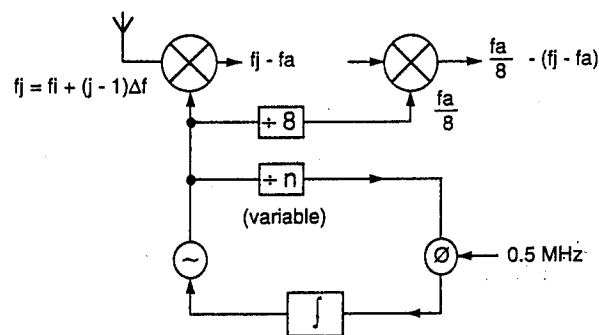 fj - fa
fa/8 - (fj - fa)
fj = fi + (j - 1)Δf
fa/8
÷ 8
÷ n
(variable)
~
Ø
0.5 MHz
∫